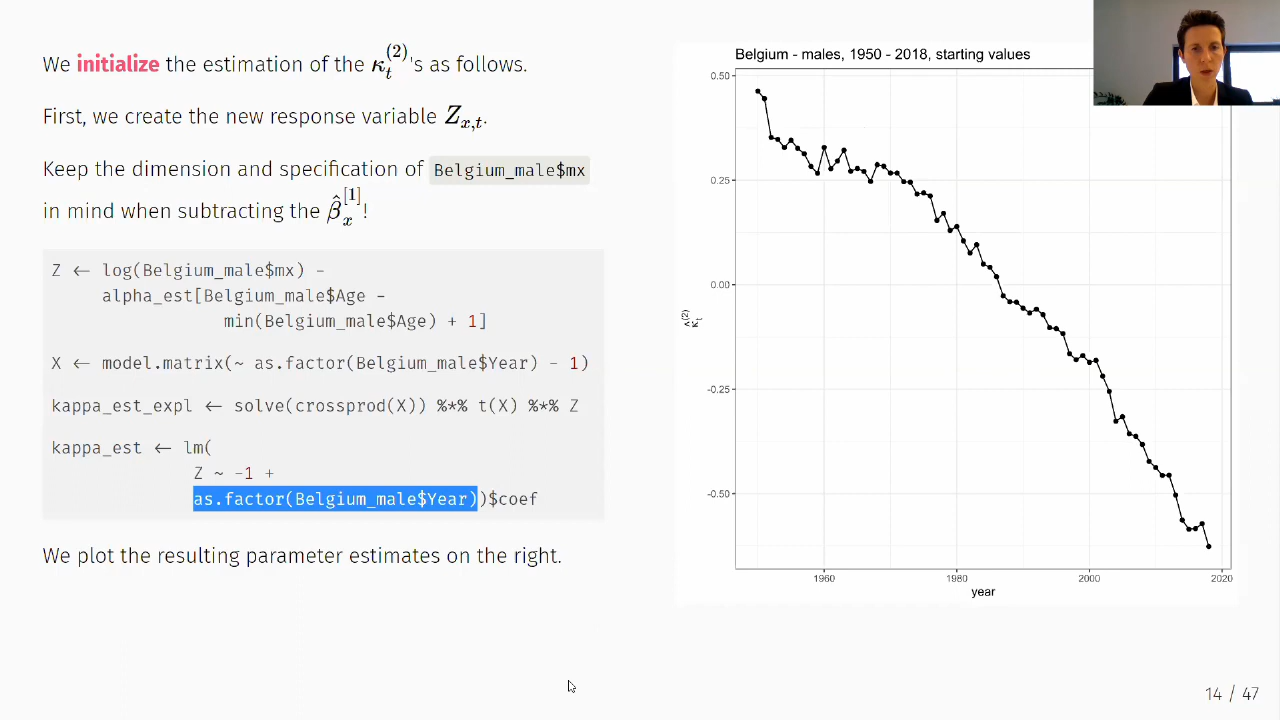 We initialize the estimation of the κ̂_t^(2)'s as follows.
First, we create the new response variable Z_{x,t}.
Keep the dimension and specification of Belgium_male$mx
in mind when subtracting the β̂_x^[1]!
Z ← log(Belgium_male$mx) -
alpha_est[Belgium_male$Age -
min(Belgium_male$Age) + 1]
X ← model.matrix(~ as.factor(Belgium_male$Year) - 1)
kappa_est_expl ← solve(crossprod(X)) %*% t(X) %*% Z
kappa_est ← lm(
Z ~ -1 +
as.factor(Belgium_male$Year))$coef
We plot the resulting parameter estimates on the right.
Belgium - males, 1950 - 2018, starting values
0.50
0.25
0.00
-0.25
-0.50
κ_t^(2)
1960 1980 2000 2020
year
14 / 47